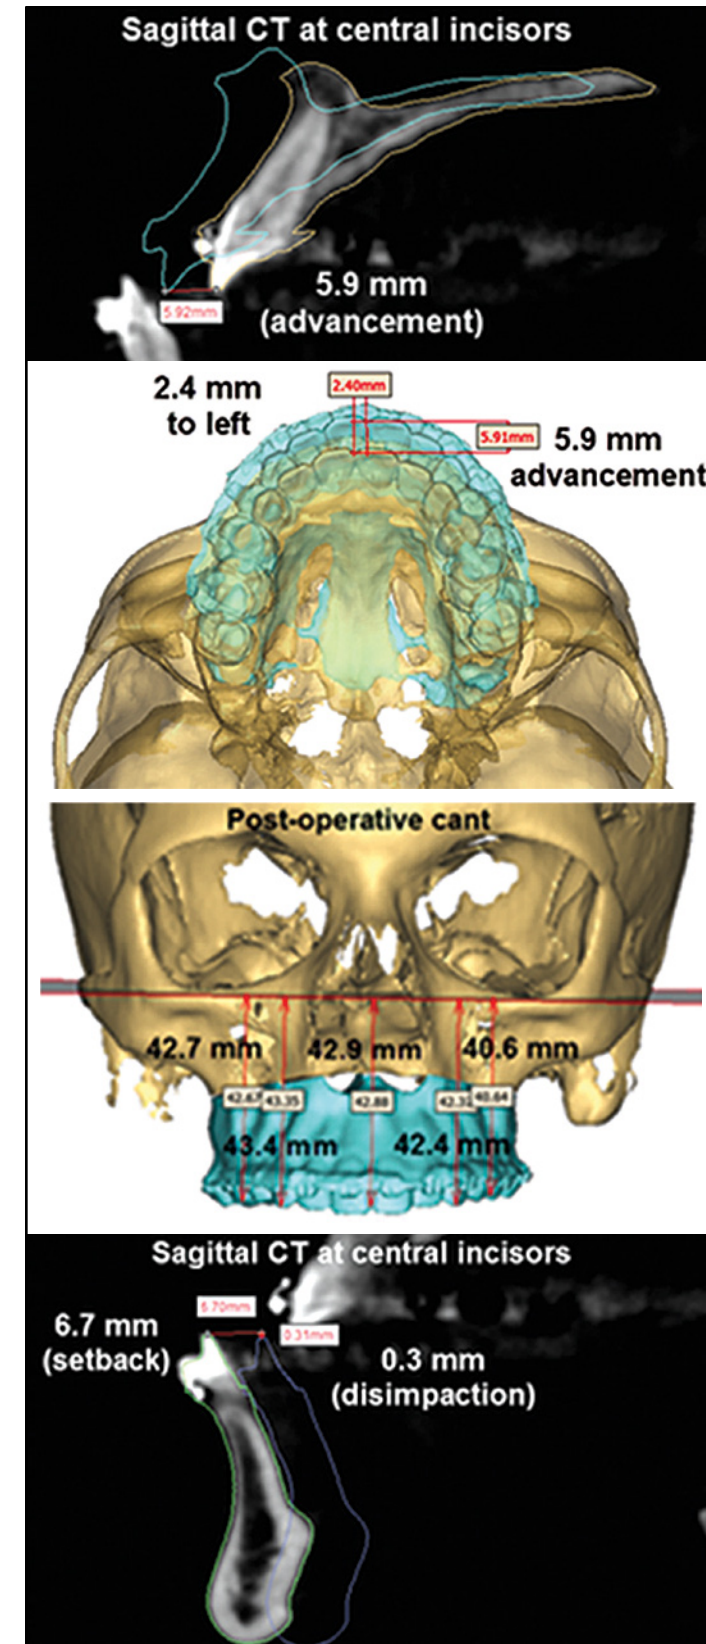 Sagittal CT at central incisors
5.9 mm
(advancement)
5.92mm
2.4 mm
to left
2.40mm
5.91mm
5.9 mm
advancement
Post-operative cant
42.7 mm
42.9 mm
40.6 mm
42.67
43.35
42.88
40.64
43.4 mm
42.4 mm
Sagittal CT at central incisors
6.70mm
6.7 mm
(setback)
0.31mm
0.3 mm
(disimpaction)